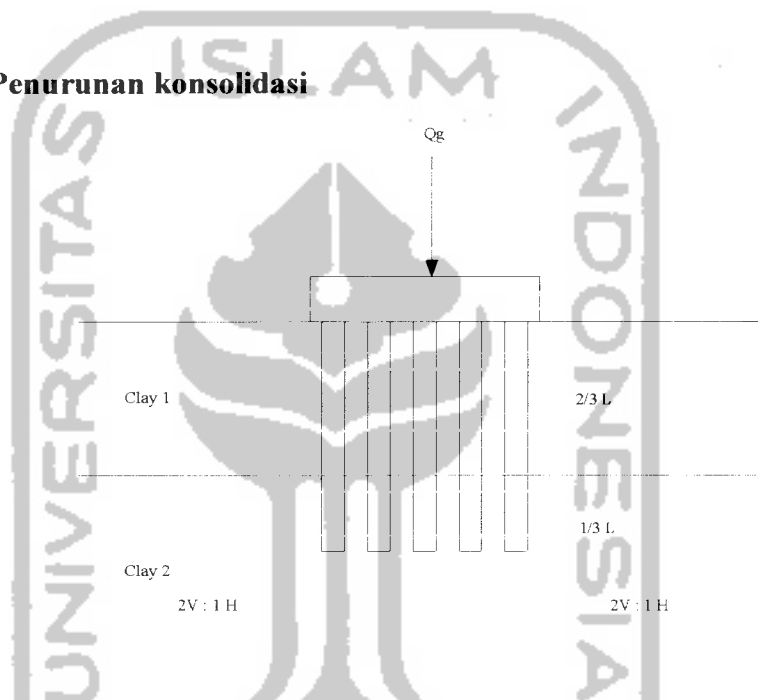 ISLAM
Penurunan konsolidasi
UNIVERSITAS
INDONESIA
Qg
Clay 1
2/3 L
1/3 L
Clay 2
2V : 1 H
2V : 1 H